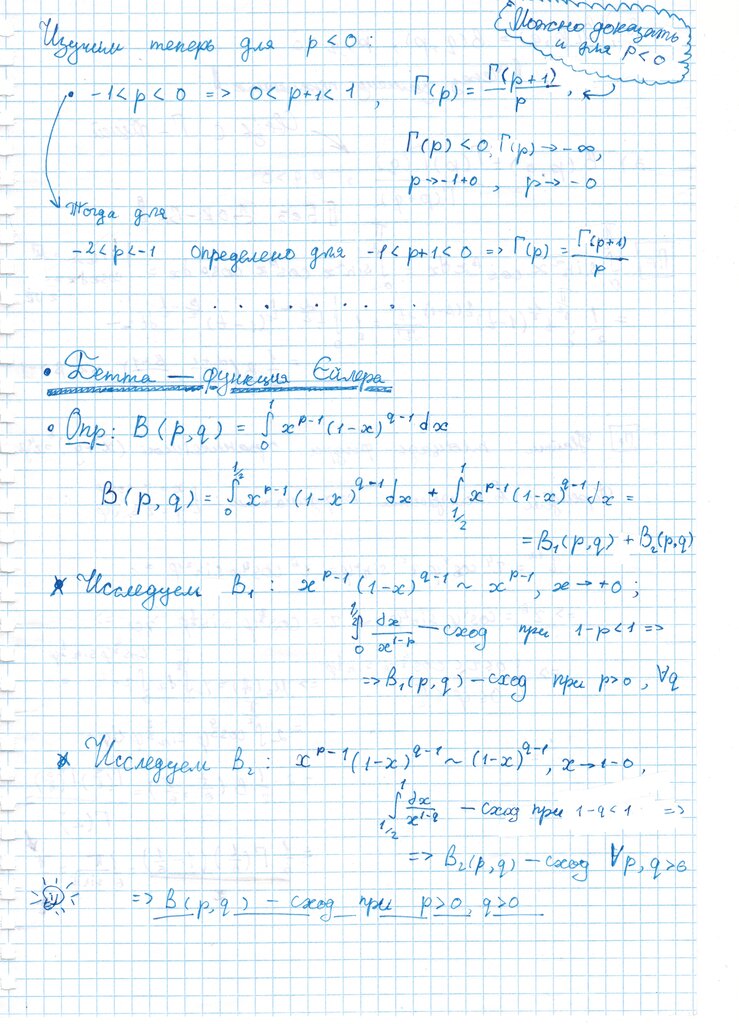 Изучим теперь для p < 0 :
Можно доказать
и для p < 0
• -1 < p < 0 => 0 < p+1 < 1 , Γ(p) = Γ(p+1)/p ,
Γ(p) < 0, Γ(p) → -∞,
p → -1+0 , p → -0
Тогда для
-2 < p < -1 определено для -1 < p+1 < 0 => Γ(p) = Γ(p+1)/p
. . . . . . . . .
• Бетта — функция Ейлера
• Опр: B(p,q) = ∫₀¹ x^{p-1} (1-x)^{q-1} dx
B(p,q) = ∫₀^{1/2} x^{p-1} (1-x)^{q-1} dx + ∫_{1/2}^1 x^{p-1} (1-x)^{q-1} dx =
= B₁(p,q) + B₂(p,q)
* Исследуем B₁ : x^{p-1} (1-x)^{q-1} ~ x^{p-1}, x → +0 ;
∫₀^{1/2} dx/x^{1-p} — сход при 1-p < 1 =>
=> B₁(p,q) — сход при p>0 , ∀q
* Исследуем B₂ : x^{p-1} (1-x)^{q-1} ~ (1-x)^{q-1}, x → 1-0 ,
∫_{1/2}^1 dx/x^{1-q} — сход при 1-q < 1 =>
=> B₂(p,q) — сход ∀p, q>0
=> B(p,q) — сход при p>0, q>0